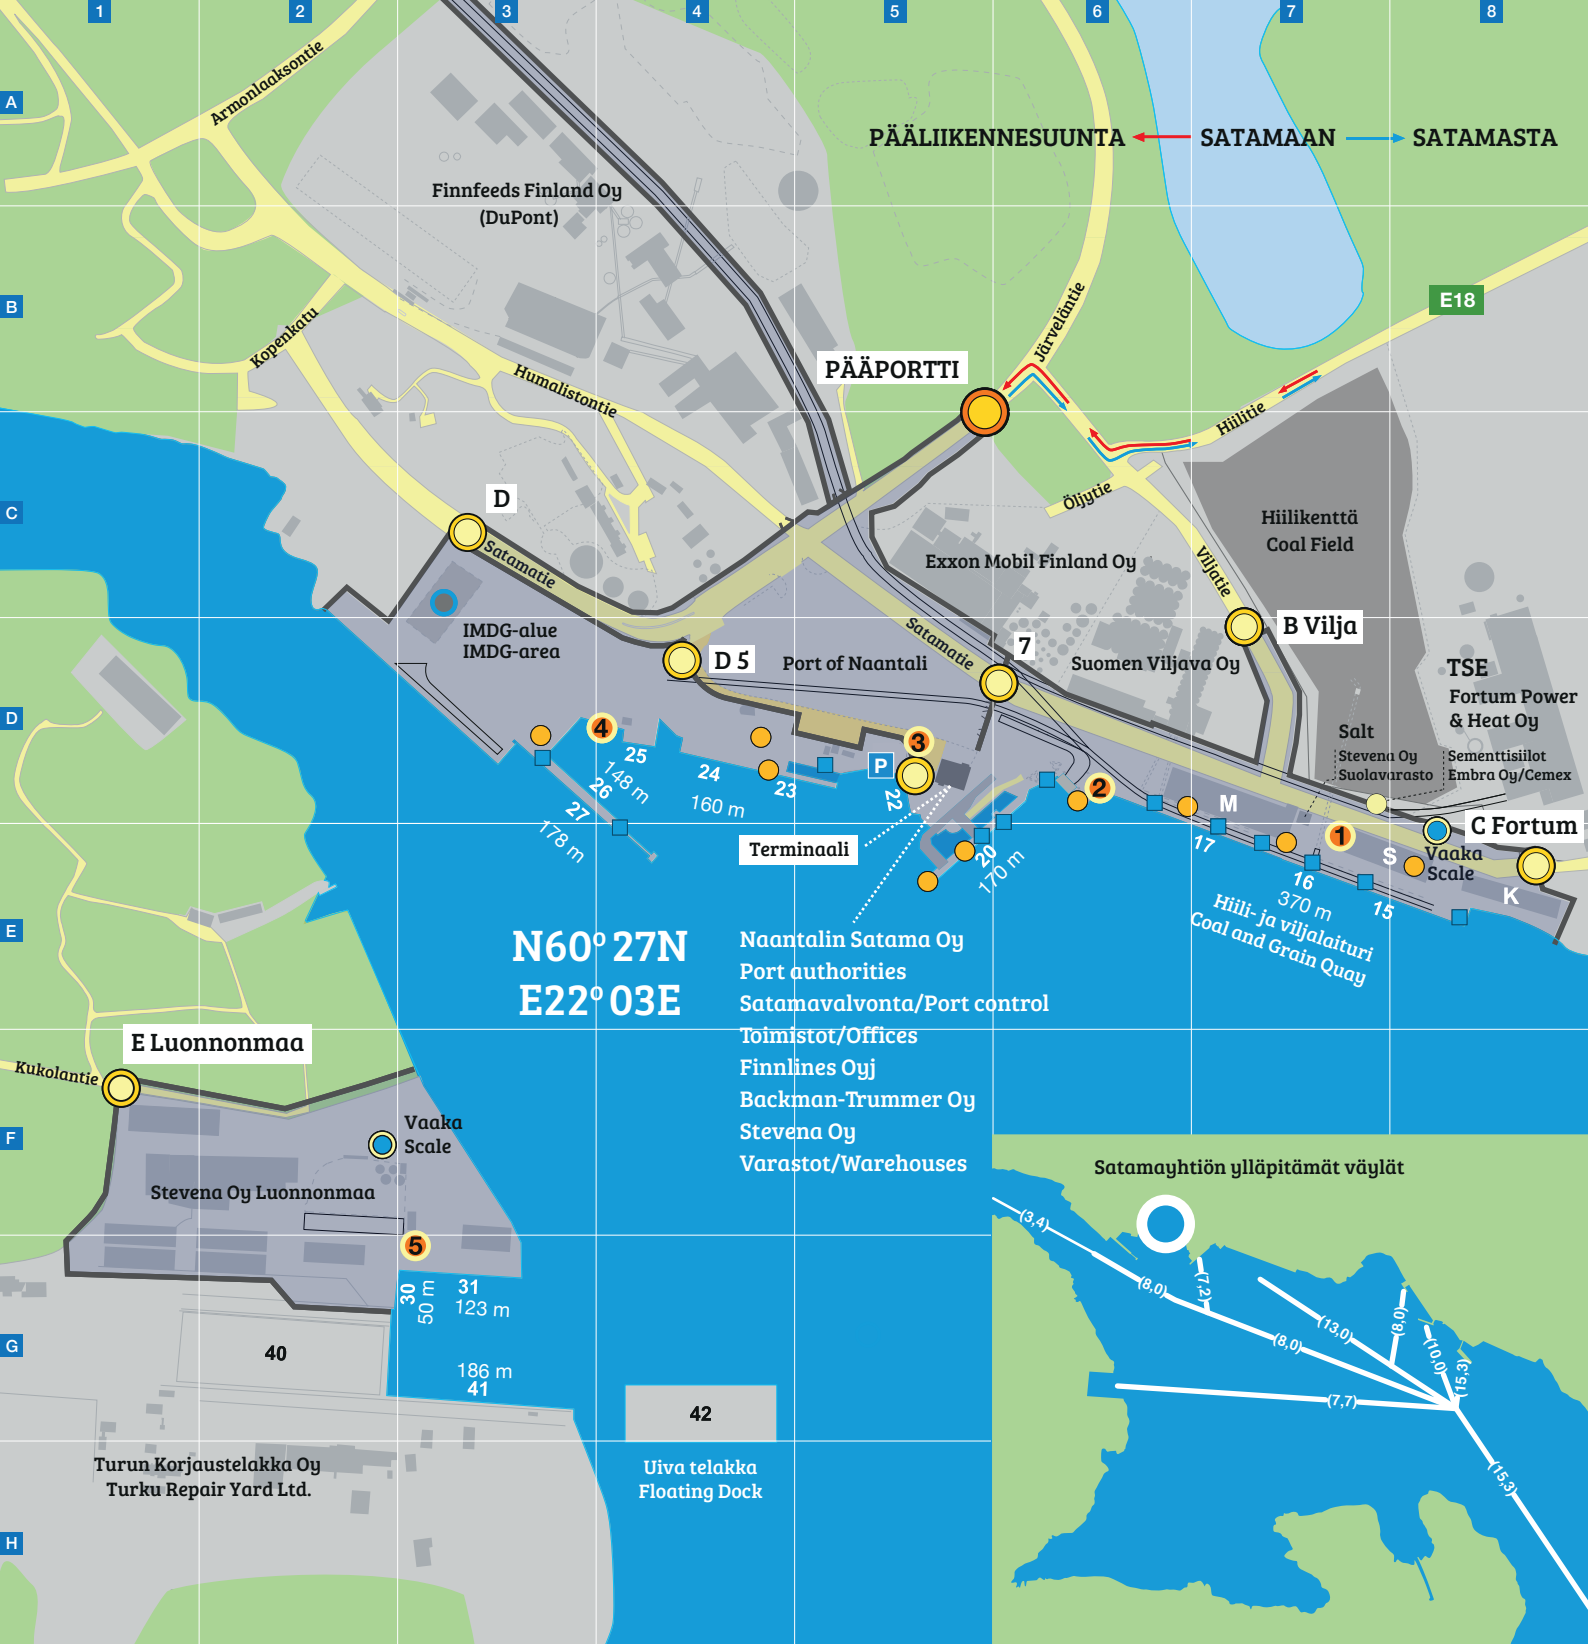 1
2
3
4
5
6
7
8
A
B
C
D
E
F
G
H
Armonlaaksontie
PÄÄLIIKENNESUUNTA
SATAMAAN
SATAMASTA
Finnfeeds Finland Oy
(DuPont)
E18
Kopenkatu
Järveläntie
PÄÄPORTTI
Humalistontie
Hiilitie
D
Öljytie
Hiilikenttä
Coal Field
Satamatie
Exxon Mobil Finland Oy
Viljatie
IMDG-alue
IMDG-area
Satamatie
B Vilja
D 5
Port of Naantali
7
Suomen Viljava Oy
TSE
Fortum Power
& Heat Oy
Salt
Stevena Oy
Suolavarasto
Sementtisiilot
Embra Oy/Cemex
4
25
148 m
24
160 m
26
27
178 m
23
P
3
22
2
M
17
1
S
C Fortum
Vaaka
Scale
K
Terminaali
20
170 m
16
370 m
15
Hiili- ja viljalaituri
Coal and Grain Quay
N60º 27N
E22º 03E
Naantalin Satama Oy
Port authorities
Satamavalvonta/Port control
Toimistot/Offices
Finnlines Oyj
Backman-Trummer Oy
Stevena Oy
Varastot/Warehouses
E Luonnonmaa
Kukolantie
Vaaka
Scale
Stevena Oy Luonnonmaa
5
30
50 m
31
123 m
40
186 m
41
42
Uiva telakka
Floating Dock
Turun Korjaustelakka Oy
Turku Repair Yard Ltd.
Satamayhtiön ylläpitämät väylät
(3,4)
(8,0)
(7,2)
(8,0)
(13,0)
(8,0)
(10,0)
(15,3)
(7,7)
(15,3)